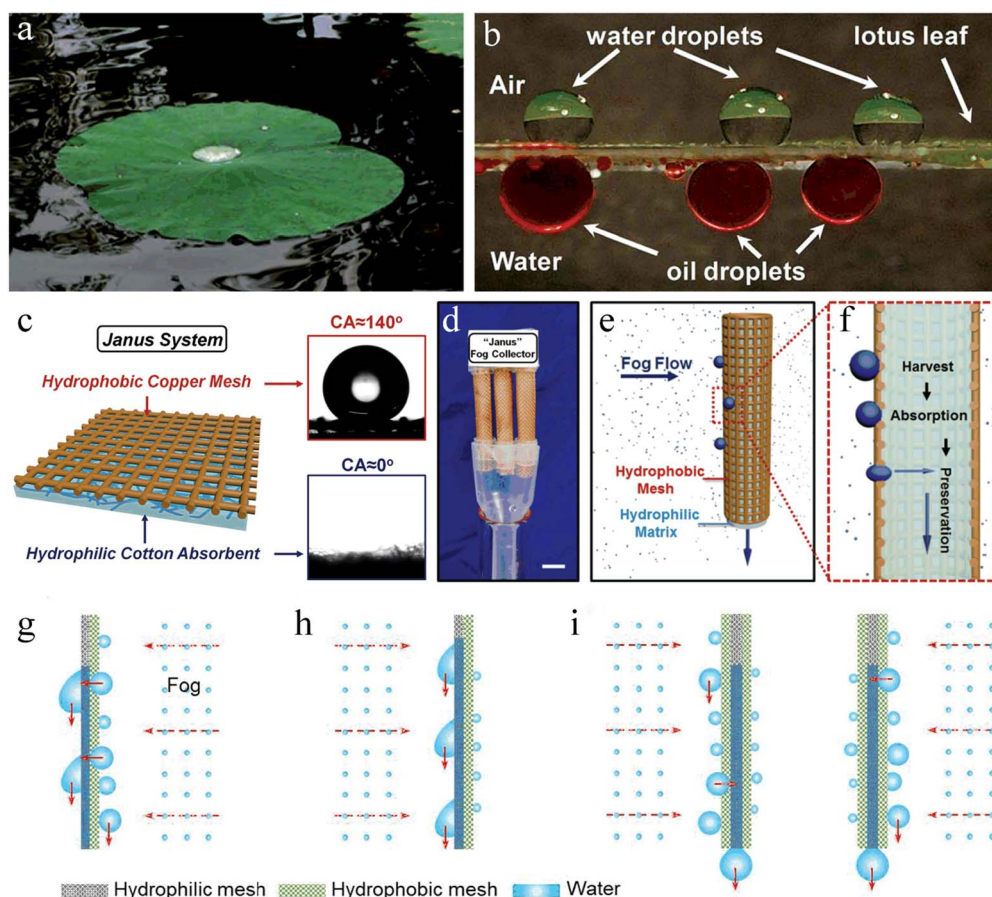 a
b
water droplets
lotus leaf
Air
Water
oil droplets
c
Janus System
Hydrophobic Copper Mesh
Hydrophilic Cotton Absorbent
CA≈140°
CA≈0°
d
"Janus"
Fog Collector
e
Fog Flow
Hydrophobic
Mesh
Hydrophilic
Matrix
f
Harvest
Absorption
Preservation
g
Fog
h
i
Hydrophilic mesh
Hydrophobic mesh
Water